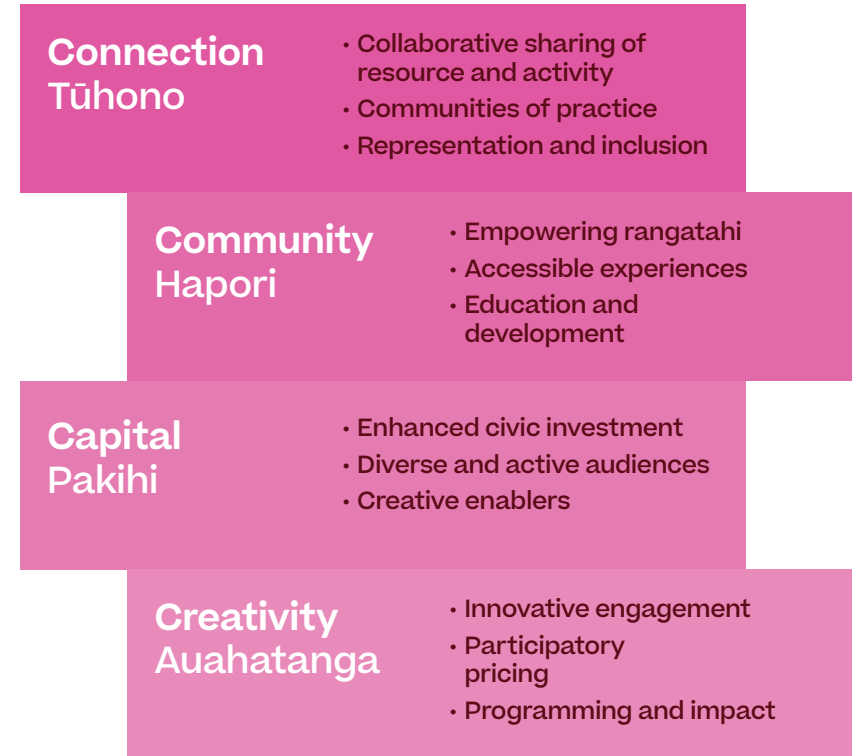 Connection
Tūhono
• Collaborative sharing of
resource and activity
• Communities of practice
• Representation and inclusion
Community
Hapori
• Empowering rangatahi
• Accessible experiences
• Education and
development
Capital
Pakihi
• Enhanced civic investment
• Diverse and active audiences
• Creative enablers
Creativity
Auahatanga
• Innovative engagement
• Participatory
pricing
• Programming and impact